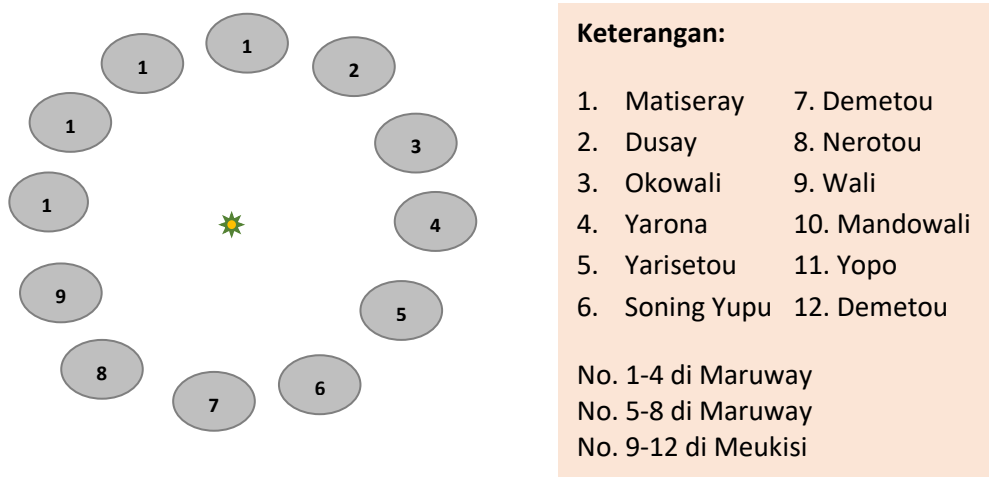 1
1
2
1
3
1
4
9
5
8
6
7
Keterangan:
1. Matiseray 7. Demetou
2. Dusay 8. Nerotou
3. Okowali 9. Wali
4. Yarona 10. Mandowali
5. Yarisetou 11. Yopo
6. Soning Yupu 12. Demetou
No. 1-4 di Maruway
No. 5-8 di Maruway
No. 9-12 di Meukisi